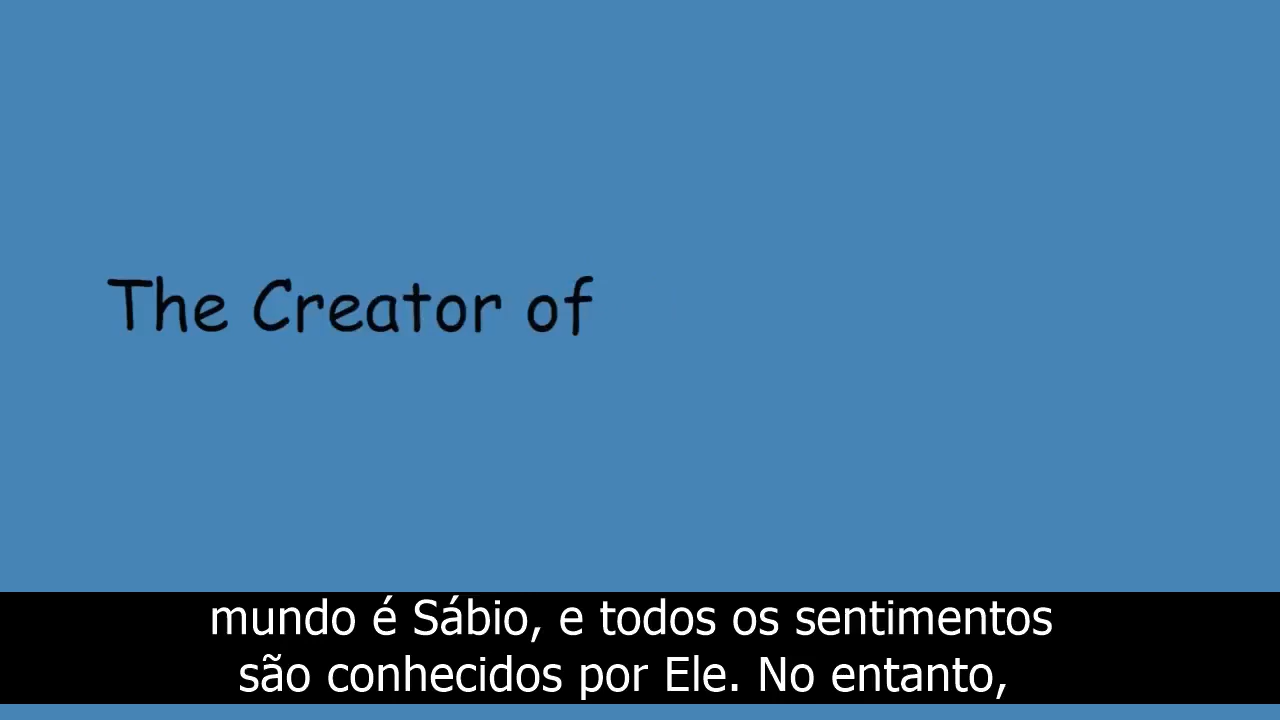 The Creator of
mundo é Sábio, e todos os sentimentos
são conhecidos por Ele. No entanto,